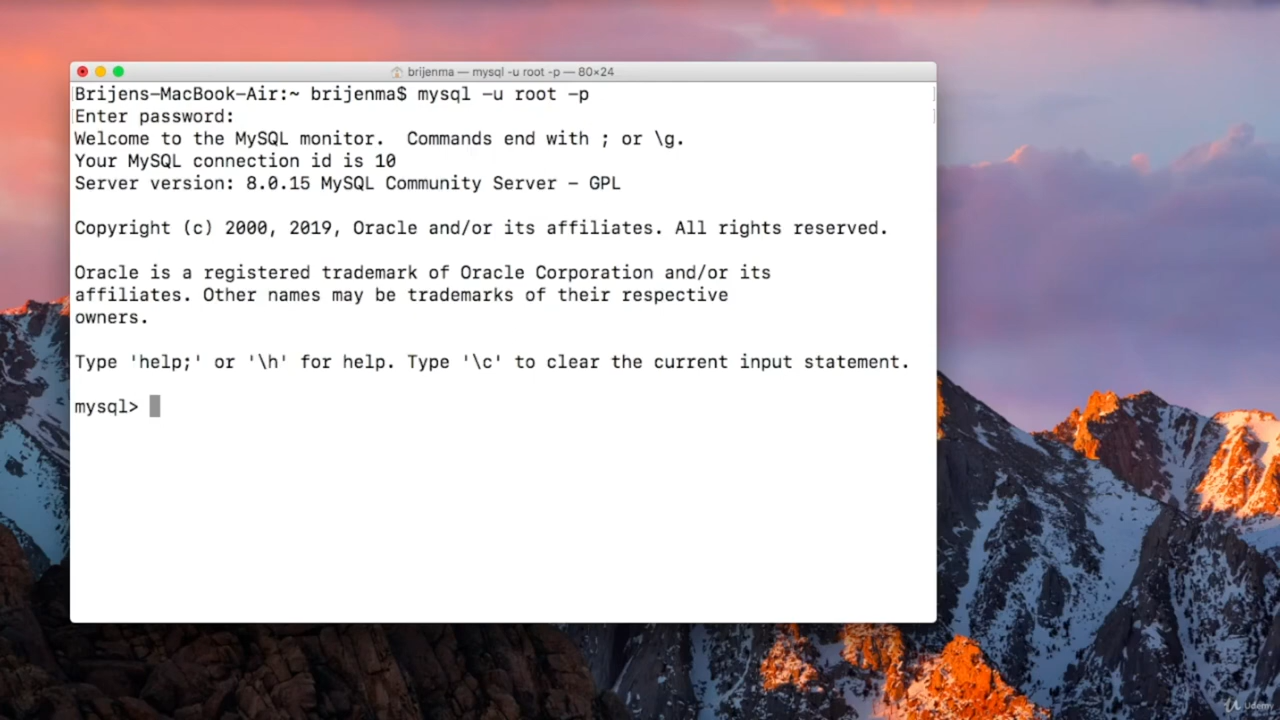 brijenma — mysql -u root -p — 80×24
Brijens-MacBook-Air:~ brijenma$ mysql -u root -p
Enter password:
Welcome to the MySQL monitor.  Commands end with ; or \g.
Your MySQL connection id is 10
Server version: 8.0.15 MySQL Community Server - GPL
Copyright (c) 2000, 2019, Oracle and/or its affiliates. All rights reserved.
Oracle is a registered trademark of Oracle Corporation and/or its
affiliates. Other names may be trademarks of their respective
owners.
Type 'help;' or '\h' for help. Type '\c' to clear the current input statement.
mysql>
Udemy